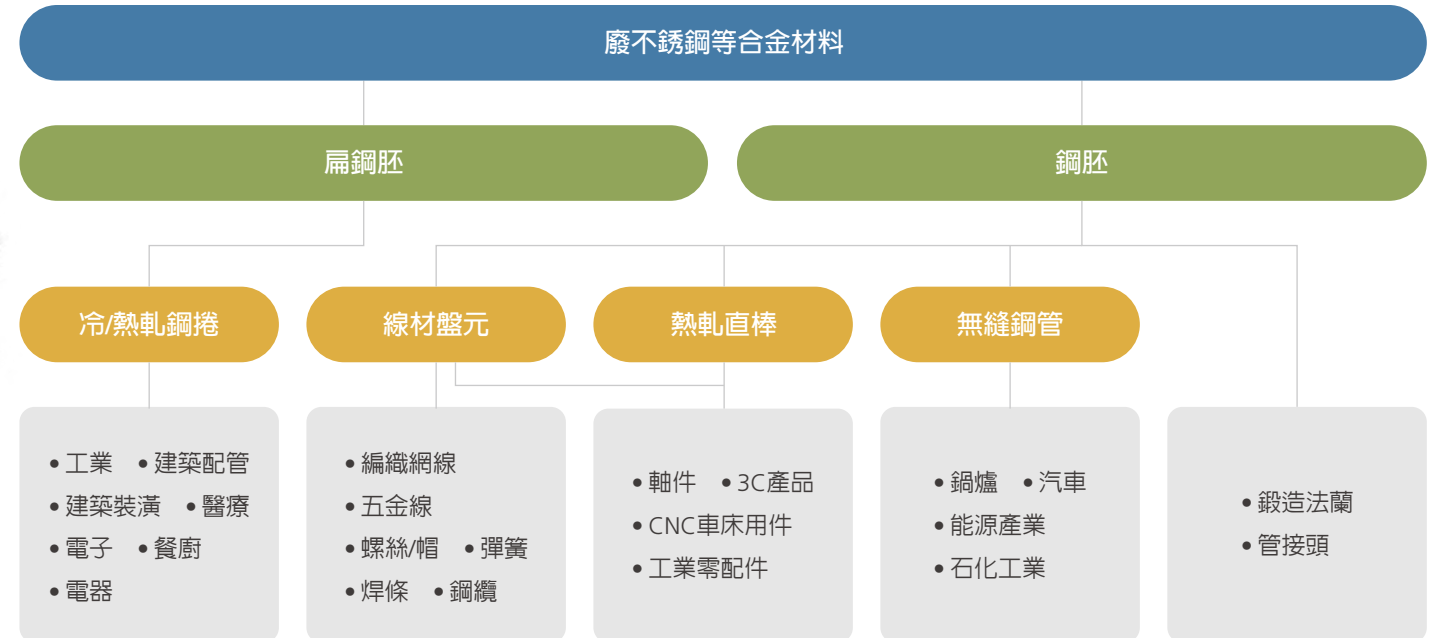 廢不銹鋼等合金材料
扁鋼胚
鋼胚
冷/熱軋鋼捲
線材盤元
熱軋直棒
無縫鋼管
•工業 •建築配管
•建築裝潢 •醫療
•電子 •餐廚
•電器
•編織網線
•五金線
•螺絲/帽 •彈簧
•焊條 •鋼纜
•軸件 •3C產品
•CNC車床用件
•工業零配件
•鍋爐 •汽車
•能源產業
•石化工業
•鍛造法蘭
•管接頭